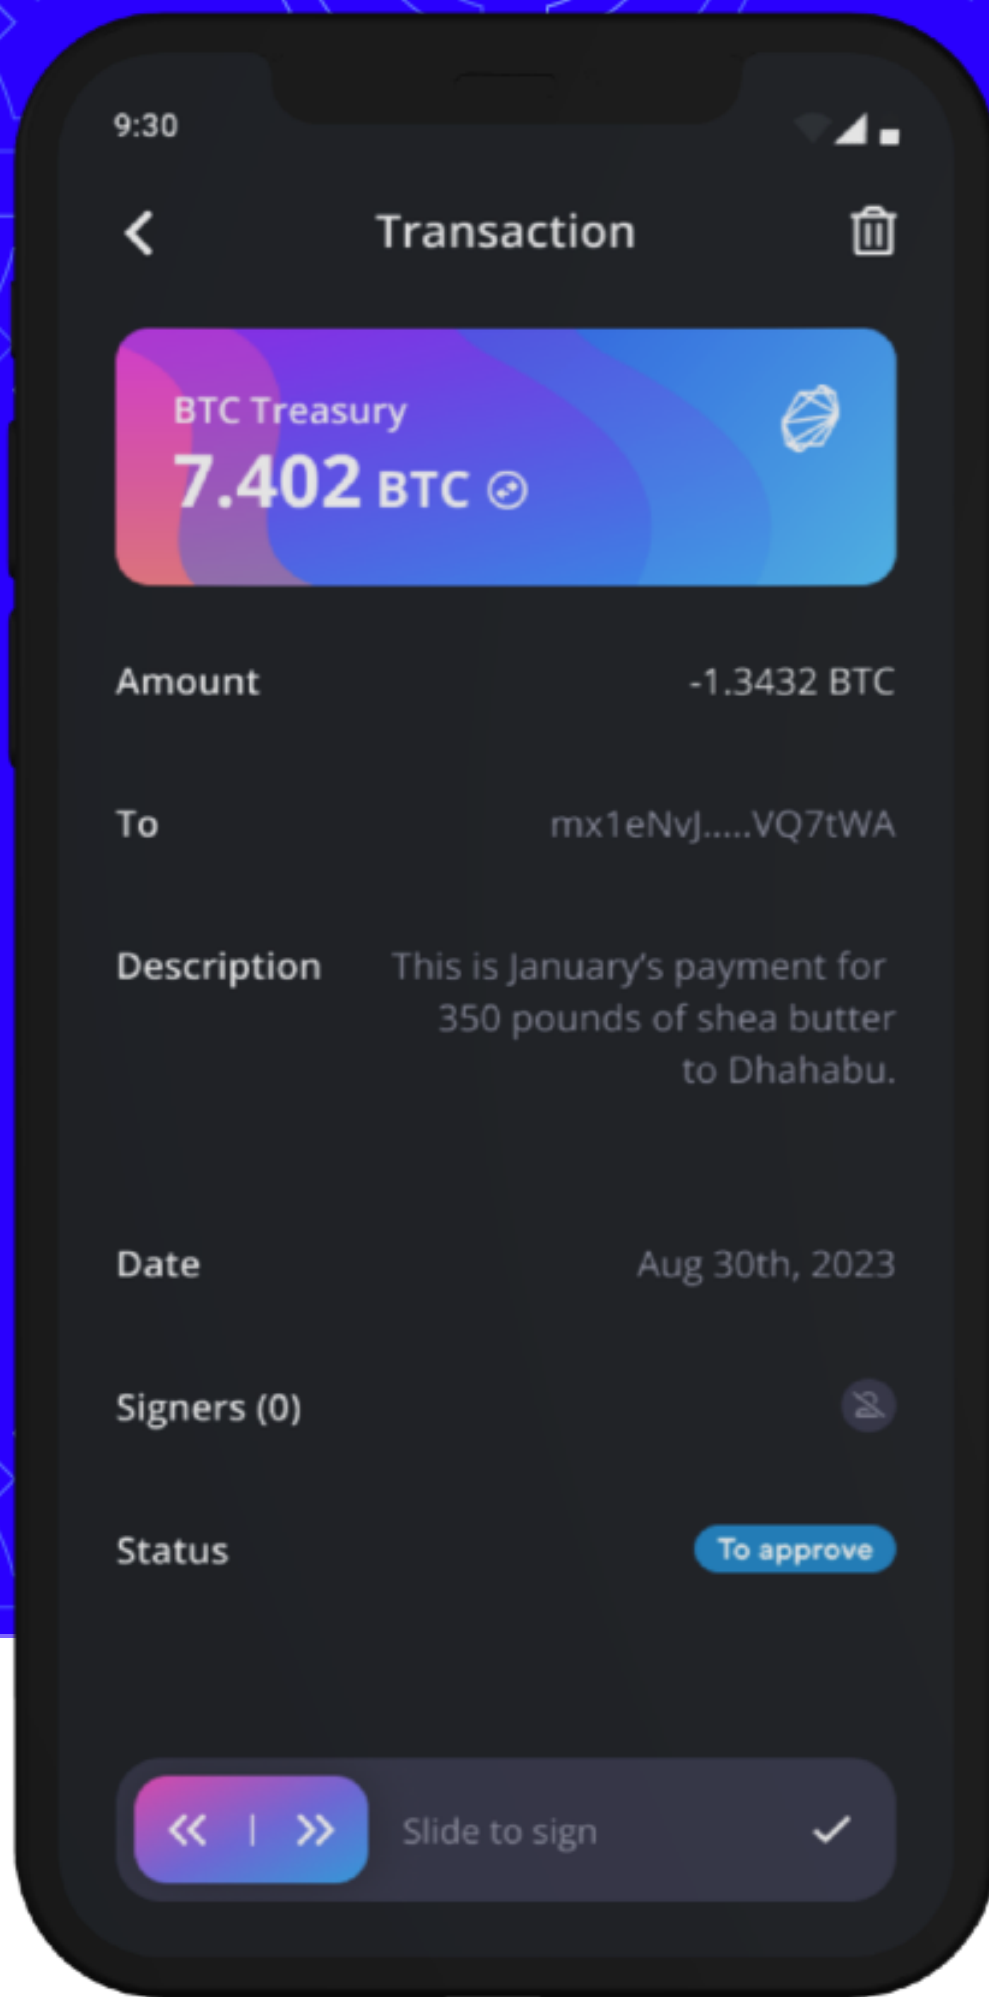 9:30
Transaction
BTC Treasury
7.402 BTC
Amount
-1.3432 BTC
To
mx1eNvJ.....VQ7tWA
Description
This is January’s payment for
350 pounds of shea butter
to Dhahabu.
Date
Aug 30th, 2023
Signers (0)
Status
To approve
Slide to sign